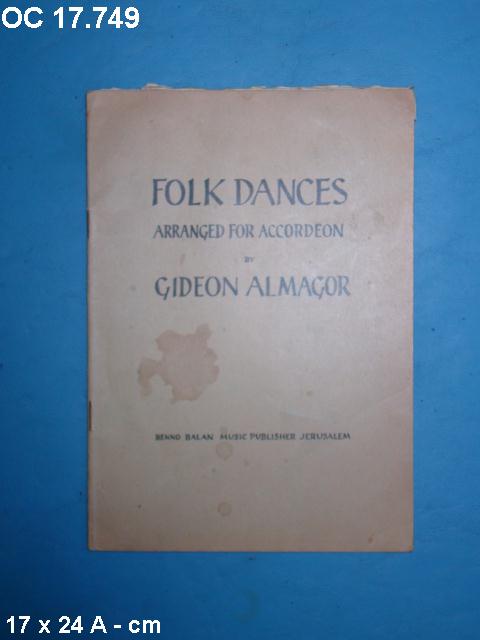 OC 17.749
FOLK DANCES
ARRANGED FOR ACCORDEON
BY
GIDEON ALMAGOR
BENNO BALAN MUSIC PUBLISHER JERUSALEM
17 x 24 A - cm